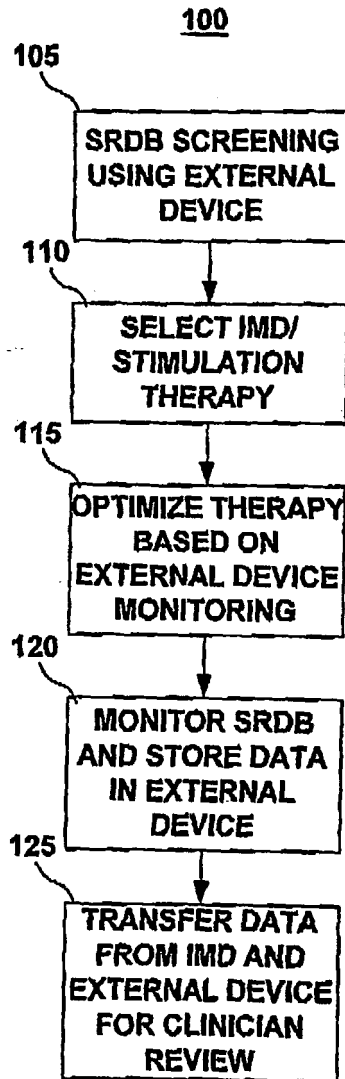 100
105
SRDB SCREENING
USING EXTERNAL
DEVICE
110
SELECT IMD/
STIMULATION
THERAPY
115
OPTIMIZE THERAPY
BASED ON
EXTERNAL DEVICE
MONITORING
120
MONITOR SRDB
AND STORE DATA
IN EXTERNAL
DEVICE
125
TRANSFER DATA
FROM IMD AND
EXTERNAL DEVICE
FOR CLINICIAN
REVIEW